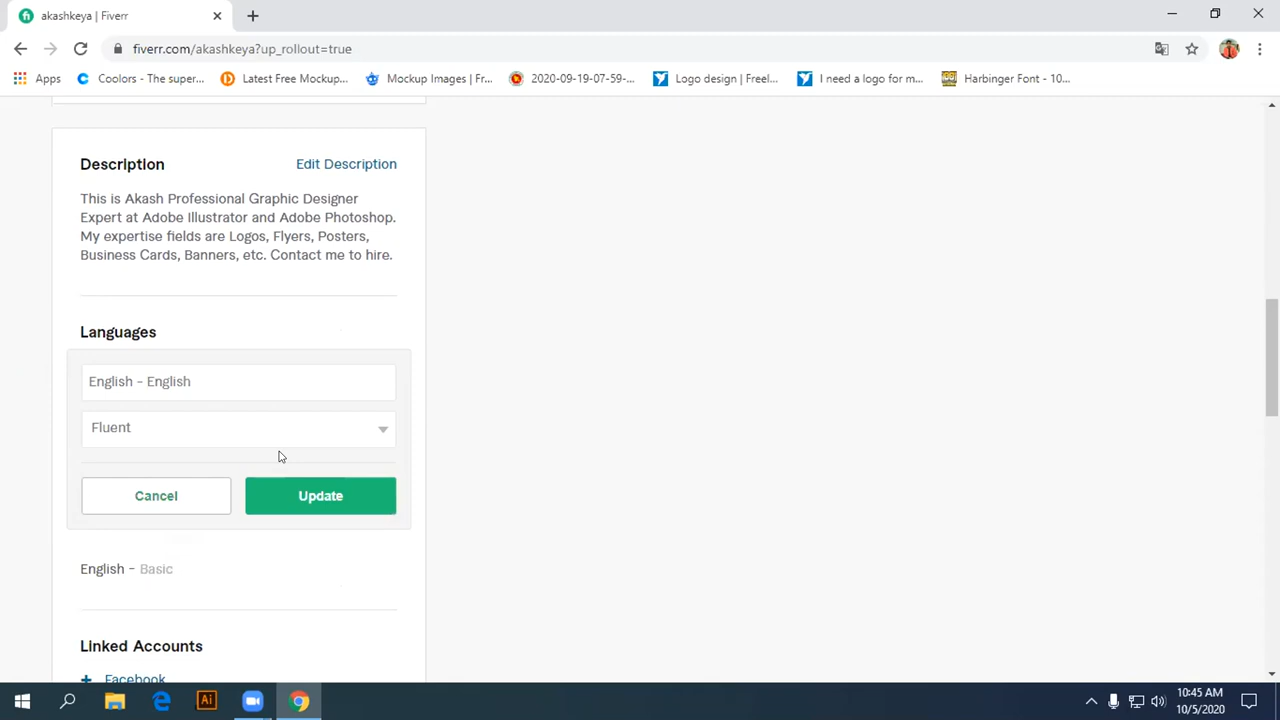 akashkeya | Fiverr
fiverr.com/akashkeya?up_rollout=true
Apps
Coolors - The super...
Latest Free Mockup...
Mockup Images | Fr...
2020-09-19-07-59-...
Logo design | Freel...
I need a logo for m...
Harbinger Font - 10...
Description
Edit Description
This is Akash Professional Graphic Designer
Expert at Adobe Illustrator and Adobe Photoshop.
My expertise fields are Logos, Flyers, Posters,
Business Cards, Banners, etc. Contact me to hire.
Languages
English - English
Fluent
Cancel
Update
English - Basic
Linked Accounts
+ Facebook
Ai
10:45 AM
10/5/2020